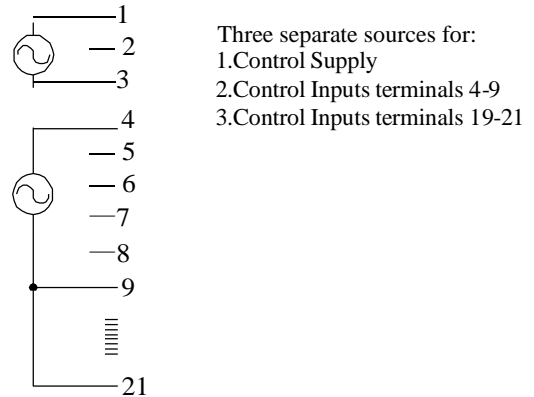 1
2
3
4
5
6
7
8
9
21
Three separate sources for:
1.Control Supply
2.Control Inputs terminals 4-9
3.Control Inputs terminals 19-21